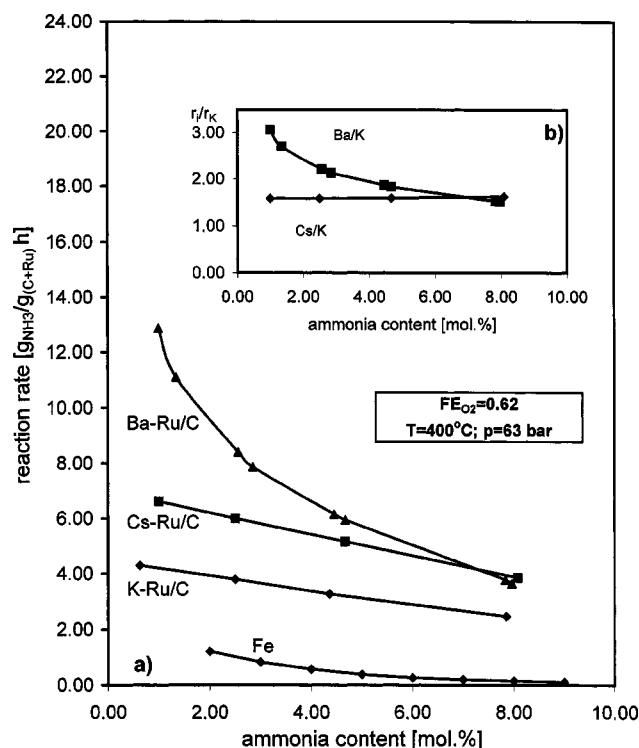 24.00
22.00
20.00
18.00
16.00
14.00
12.00
10.00
8.00
6.00
4.00
2.00
0.00
reaction rate [gNH3/g(C+Ru) h]
ri/rK
b)
3.00
2.00
1.00
0.00
Ba/K
Cs/K
0.00 2.00 4.00 6.00 8.00 10.00
ammonia content [mol.%]
FEO2=0.62
T=400°C; p=63 bar
Ba-Ru/C
Cs-Ru/C
K-Ru/C
Fe
a)
0.00 2.00 4.00 6.00 8.00 10.00
ammonia content [mol.%]